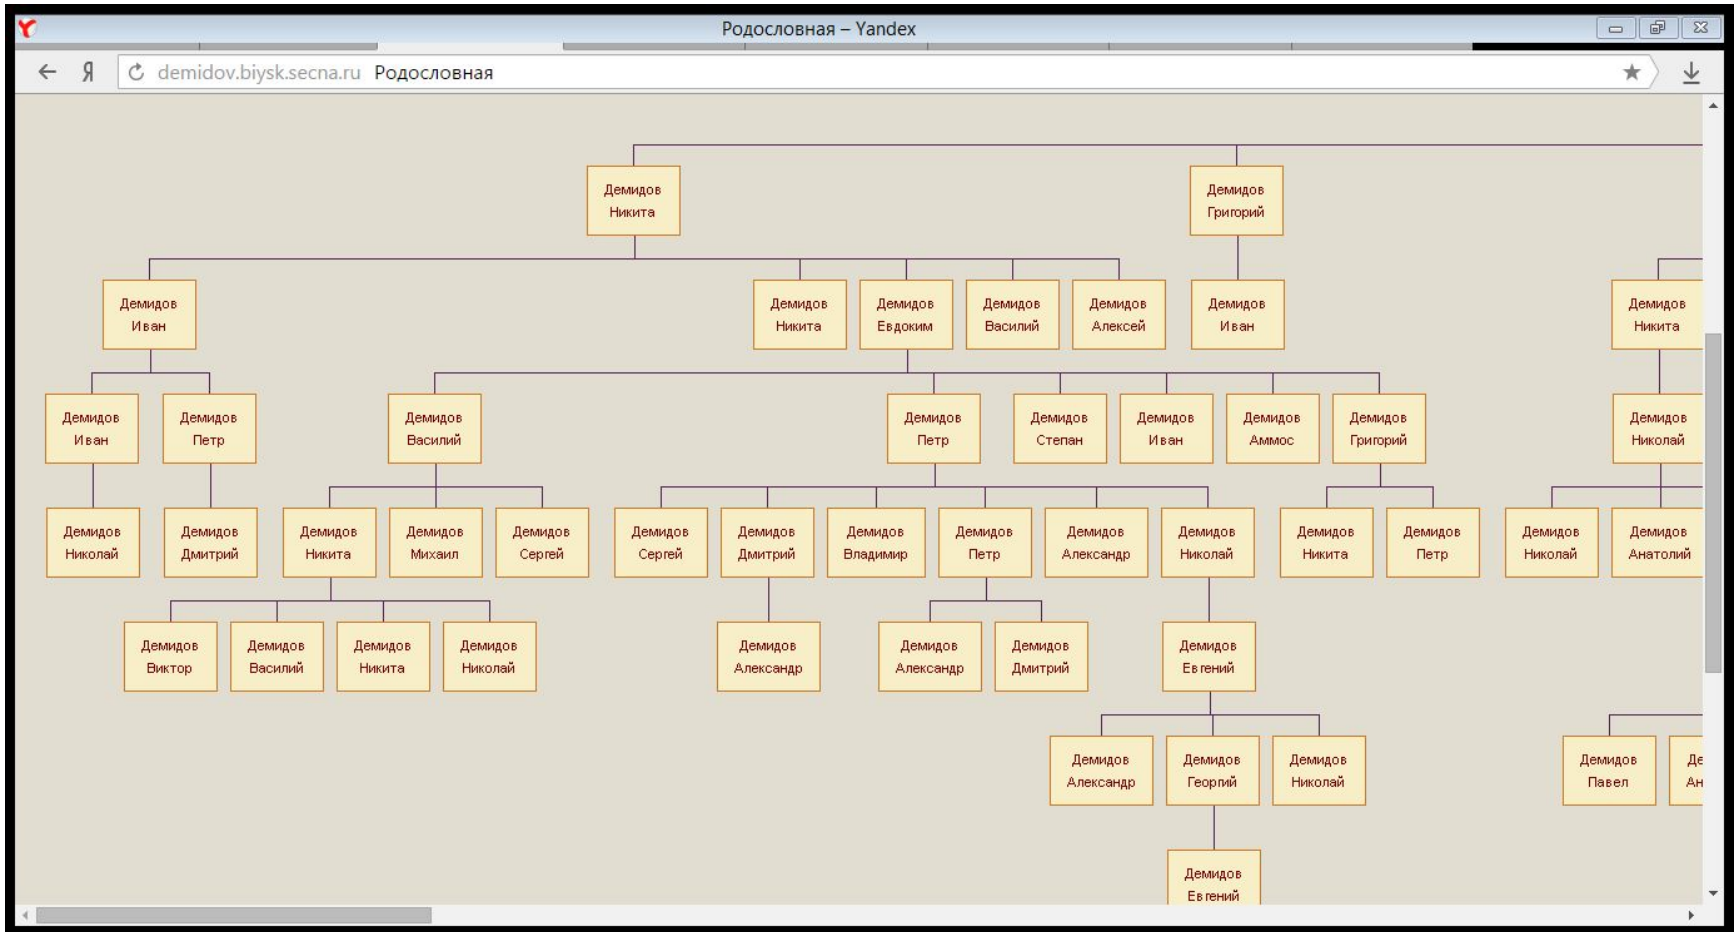 Родословная – Yandex
Я demidov.biysk.secna.ru Родословная
Демидов
Никита
Демидов
Григорий
Демидов
Иван
Демидов
Никита
Демидов
Евдоким
Демидов
Василий
Демидов
Алексей
Демидов
Иван
Демидов
Никита
Демидов
Иван
Демидов
Петр
Демидов
Василий
Демидов
Петр
Демидов
Степан
Демидов
Иван
Демидов
Аммос
Демидов
Григорий
Демидов
Николай
Демидов
Николай
Демидов
Дмитрий
Демидов
Никита
Демидов
Михаил
Демидов
Сергей
Демидов
Сергей
Демидов
Дмитрий
Демидов
Владимир
Демидов
Петр
Демидов
Александр
Демидов
Николай
Демидов
Никита
Демидов
Петр
Демидов
Николай
Демидов
Анатолий
Демидов
Виктор
Демидов
Василий
Демидов
Никита
Демидов
Николай
Демидов
Александр
Демидов
Александр
Демидов
Дмитрий
Демидов
Евгений
Демидов
Александр
Демидов
Георгий
Демидов
Николай
Демидов
Павел
Де
Ан
Демидов
Евгений